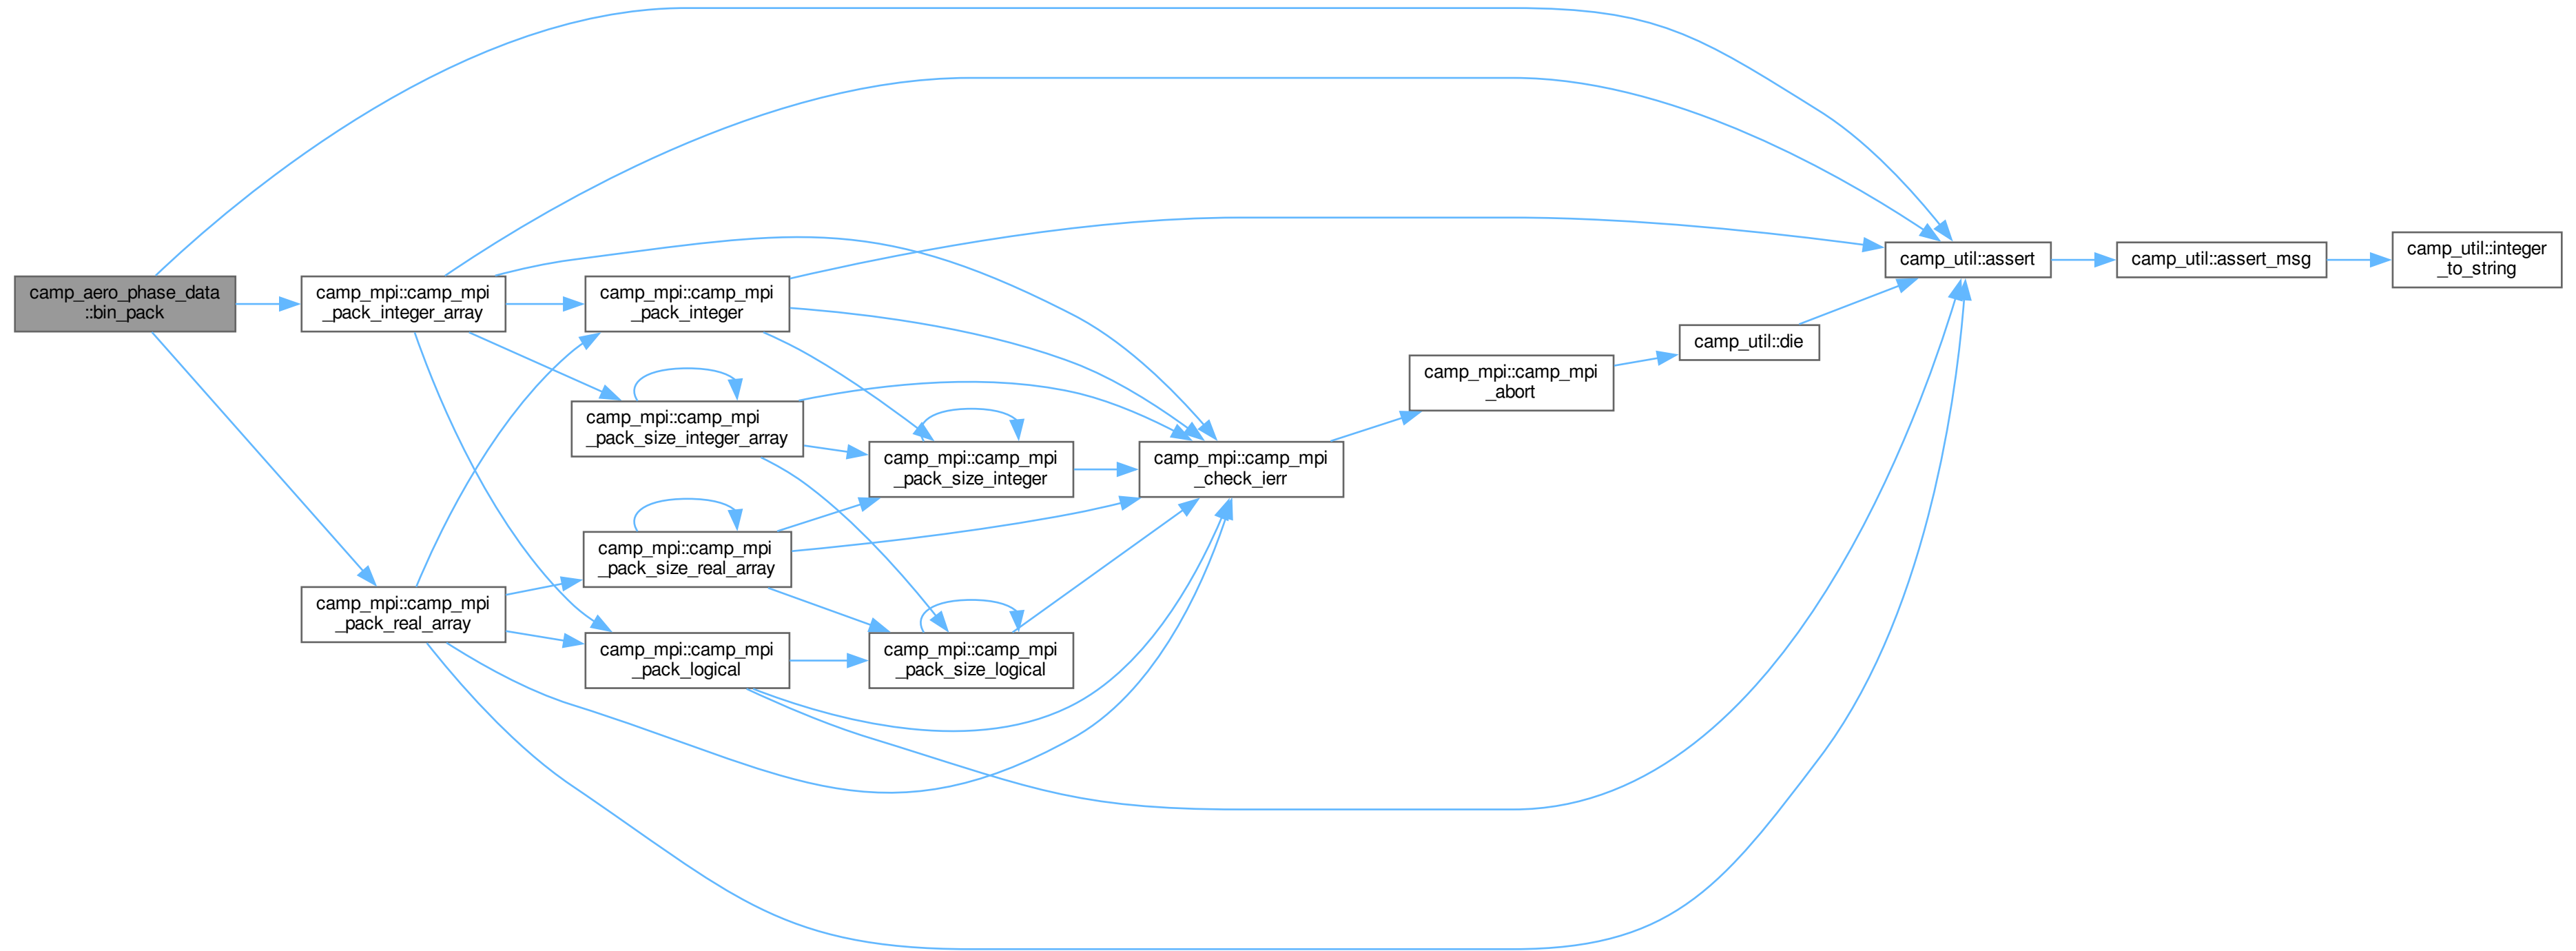 camp_aero_phase_data
::bin_pack
camp_mpi::camp_mpi
_pack_integer_array
camp_mpi::camp_mpi
_pack_real_array
camp_mpi::camp_mpi
_pack_integer
camp_mpi::camp_mpi
_pack_size_integer_array
camp_mpi::camp_mpi
_pack_size_real_array
camp_mpi::camp_mpi
_pack_logical
camp_mpi::camp_mpi
_pack_size_integer
camp_mpi::camp_mpi
_pack_size_logical
camp_mpi::camp_mpi
_check_ierr
camp_mpi::camp_mpi
_abort
camp_util::die
camp_util::assert
camp_util::assert_msg
camp_util::integer
_to_string